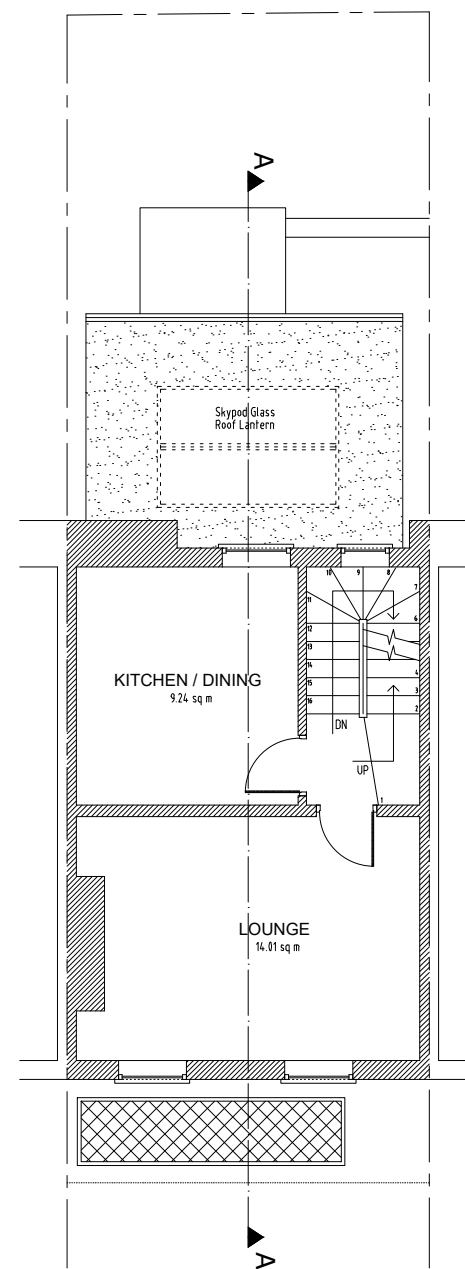 A
Skypod Glass
Roof Lantern
10
9
8
11
7
12
6
13
14
4
15
3
16
2
KITCHEN / DINING
9.24 sq m
DN
UP
1
LOUNGE
14.01 sq m
A